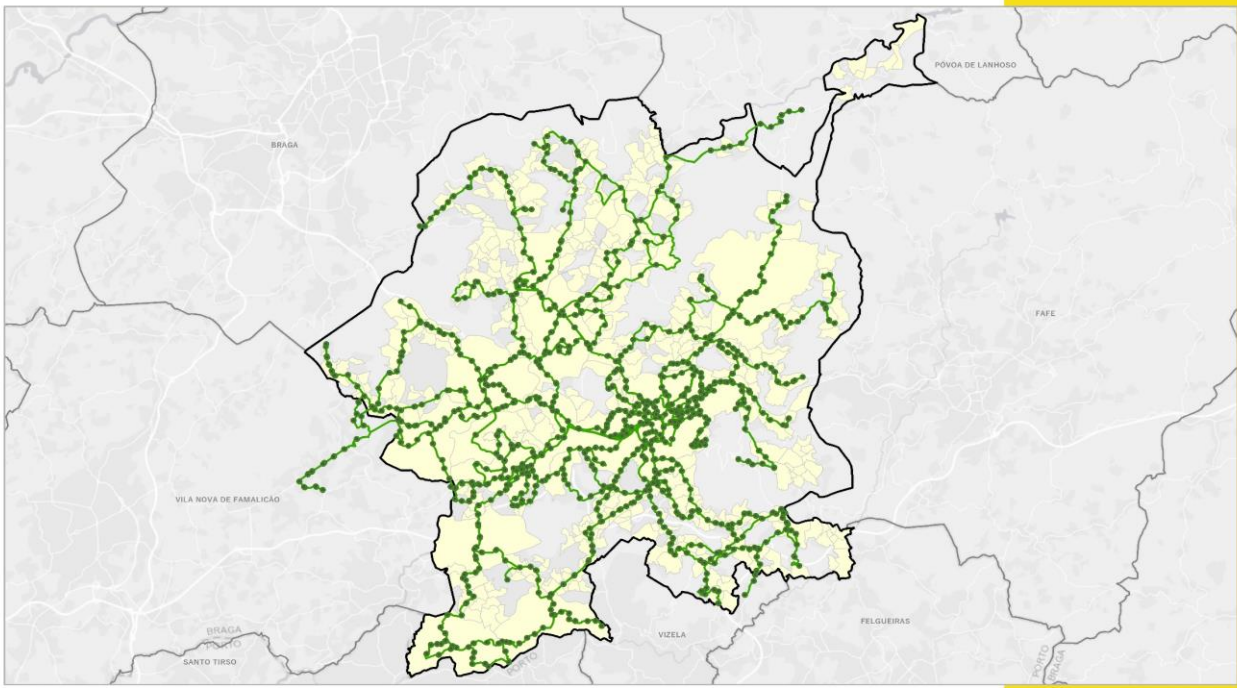 PÓVOA DE LANHOSO
BRAGA
FAFE
VILA NOVA DE FAMALICÃO
FELGUEIRAS
VIZELA
BRAGA
PORTO
SANTO TIRSO
PORTO
PORTO
BRAGA